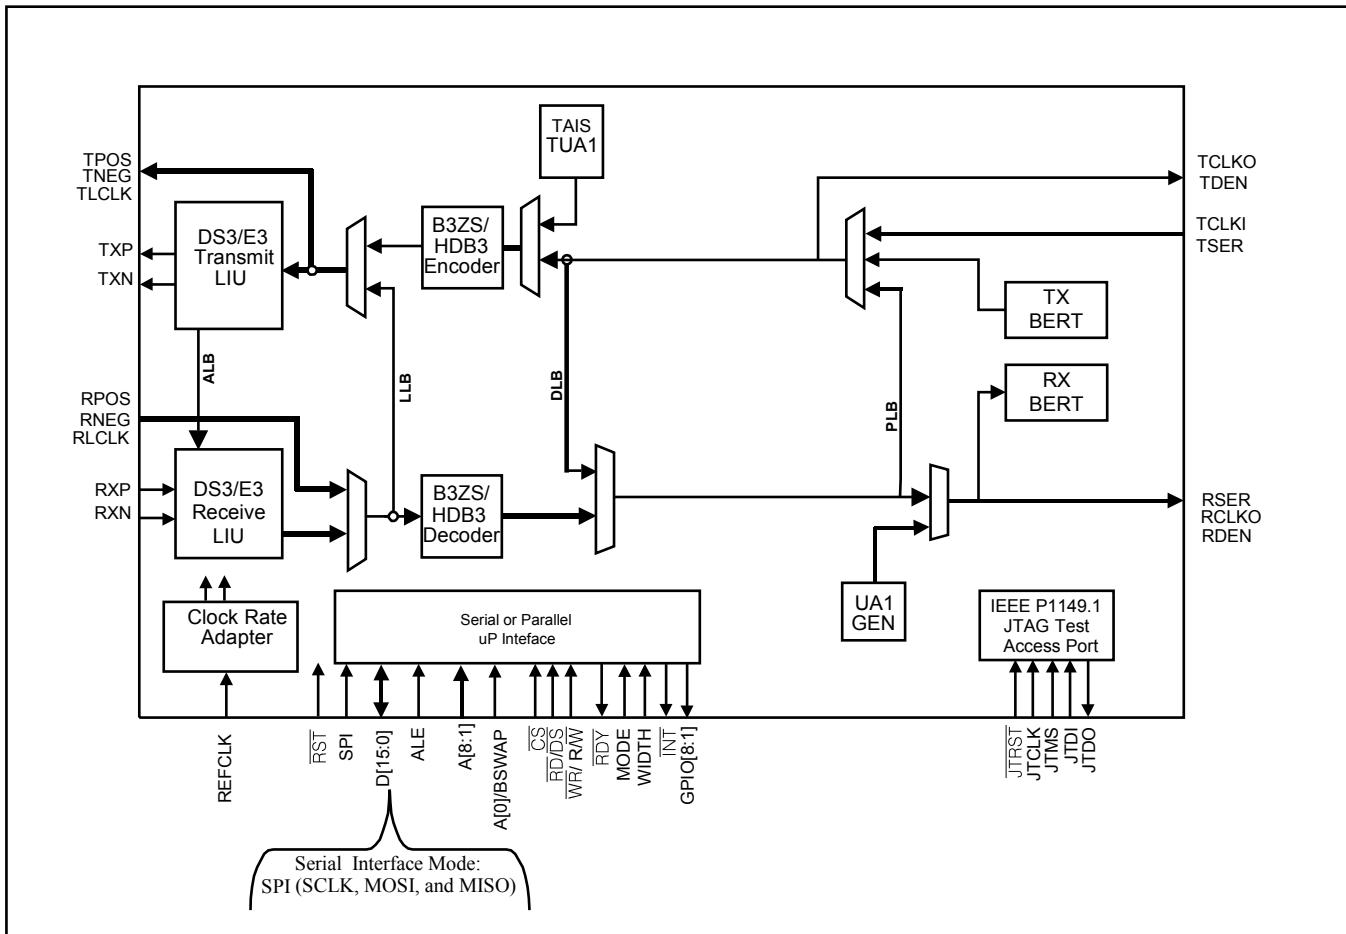 TAIS
TUA1
TPOS
TNEG
TLCLK
TCLKO
TDEN
TCLKI
TSER
B3ZS/
HDB3
Encoder
DS3/E3
Transmit
LIU
TXP
TXN
TX
BERT
ALB
LLB
DLB
PLB
RX
BERT
RPOS
RNEG
RLCLK
RXP
RXN
DS3/E3
Receive
LIU
B3ZS/
HDB3
Decoder
RSER
RCLKO
RDEN
Clock Rate
Adapter
Serial or Parallel
uP Inteface
UA1
GEN
IEEE P1149.1
JTAG Test
Access Port
REFCLK
RST
SPI
D[15:0]
ALE
A[8:1]
A[0]/BSWAP
CS
RD/DS
WR/ R/W
RDY
MODE
WIDTH
INT
GPIO[8:1]
JTRST
JTCLK
JTMS
JTDI
JTDO
Serial Interface Mode:
SPI (SCLK, MOSI, and MISO)